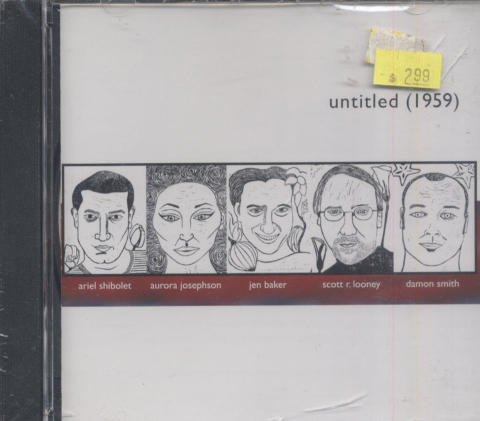 $ 2.99
untitled (1959)
ariel shibolet aurora josephson jen baker scott r. looney damon smith